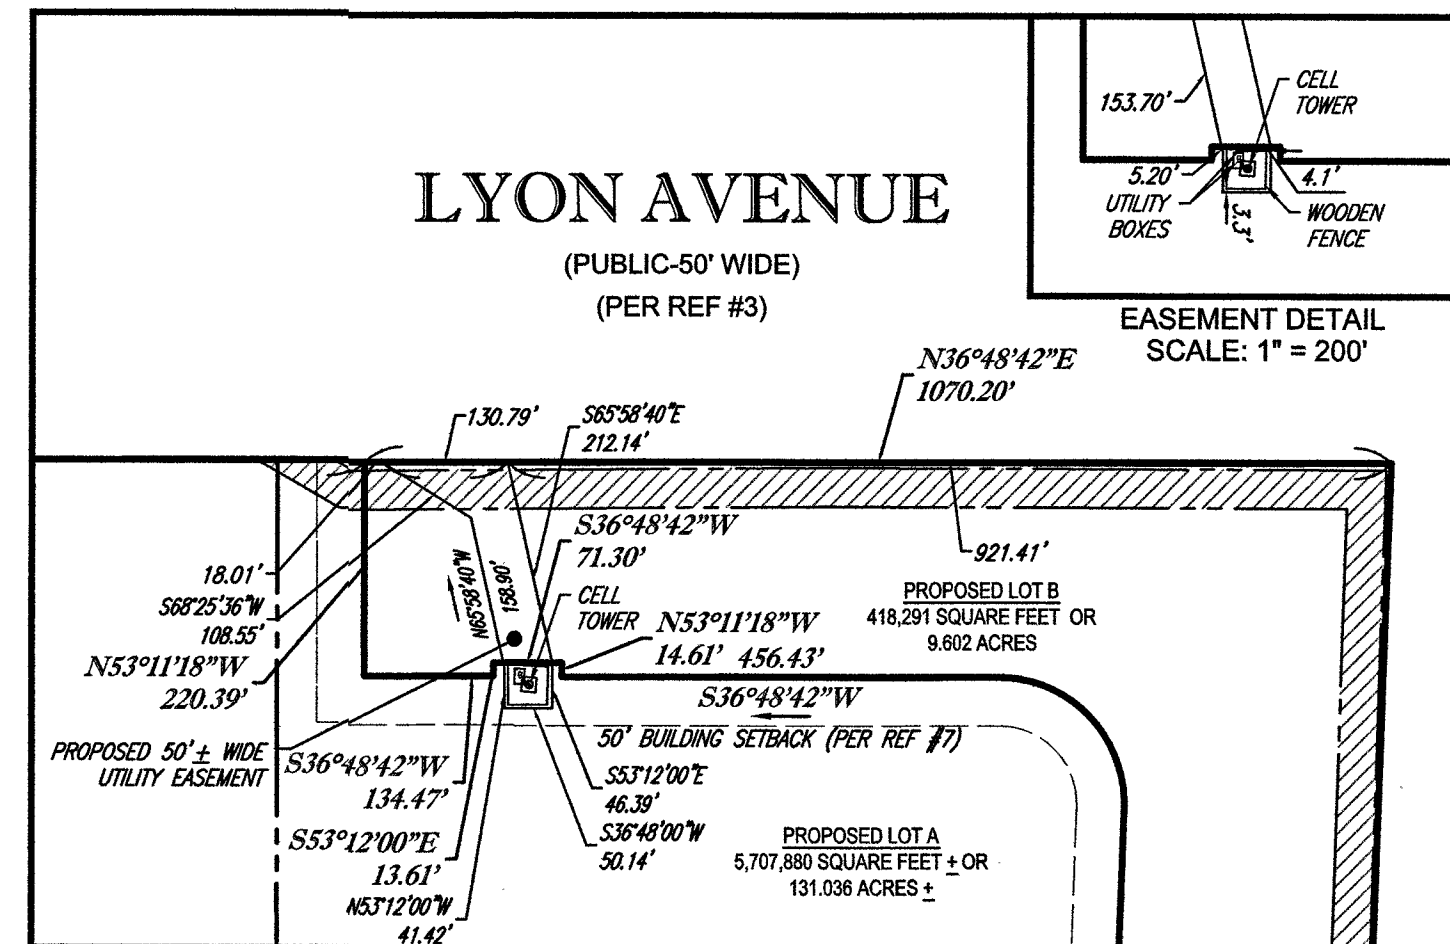 CELL
TOWER
153.70'
5.20'
4.1'
UTILITY
BOXES
3.3'
WOODEN
FENCE
EASEMENT DETAIL
SCALE: 1" = 200'
LYON AVENUE
(PUBLIC-50' WIDE)
(PER REF #3)
N36°48'42"E
1070.20'
130.79'
S65°58'40"E
212.14'
S36°48'42"W
71.30'
18.01'
S68°25'36"W
108.55'
N53°11'18"W
220.39'
N65°58'40"W
158.90'
CELL
TOWER
N53°11'18"W
14.61' 456.43'
921.41'
PROPOSED LOT B
418,291 SQUARE FEET OR
9.602 ACRES
S36°48'42"W
50' BUILDING SETBACK (PER REF #7)
PROPOSED 50' ± WIDE
UTILITY EASEMENT
S36°48'42"W
134.47'
S53°12'00"E
46.39'
S36°48'00"W
50.14'
S53°12'00"E
13.61'
N53°12'00"W
41.42'
PROPOSED LOT A
5,707,880 SQUARE FEET ± OR
131.036 ACRES ±